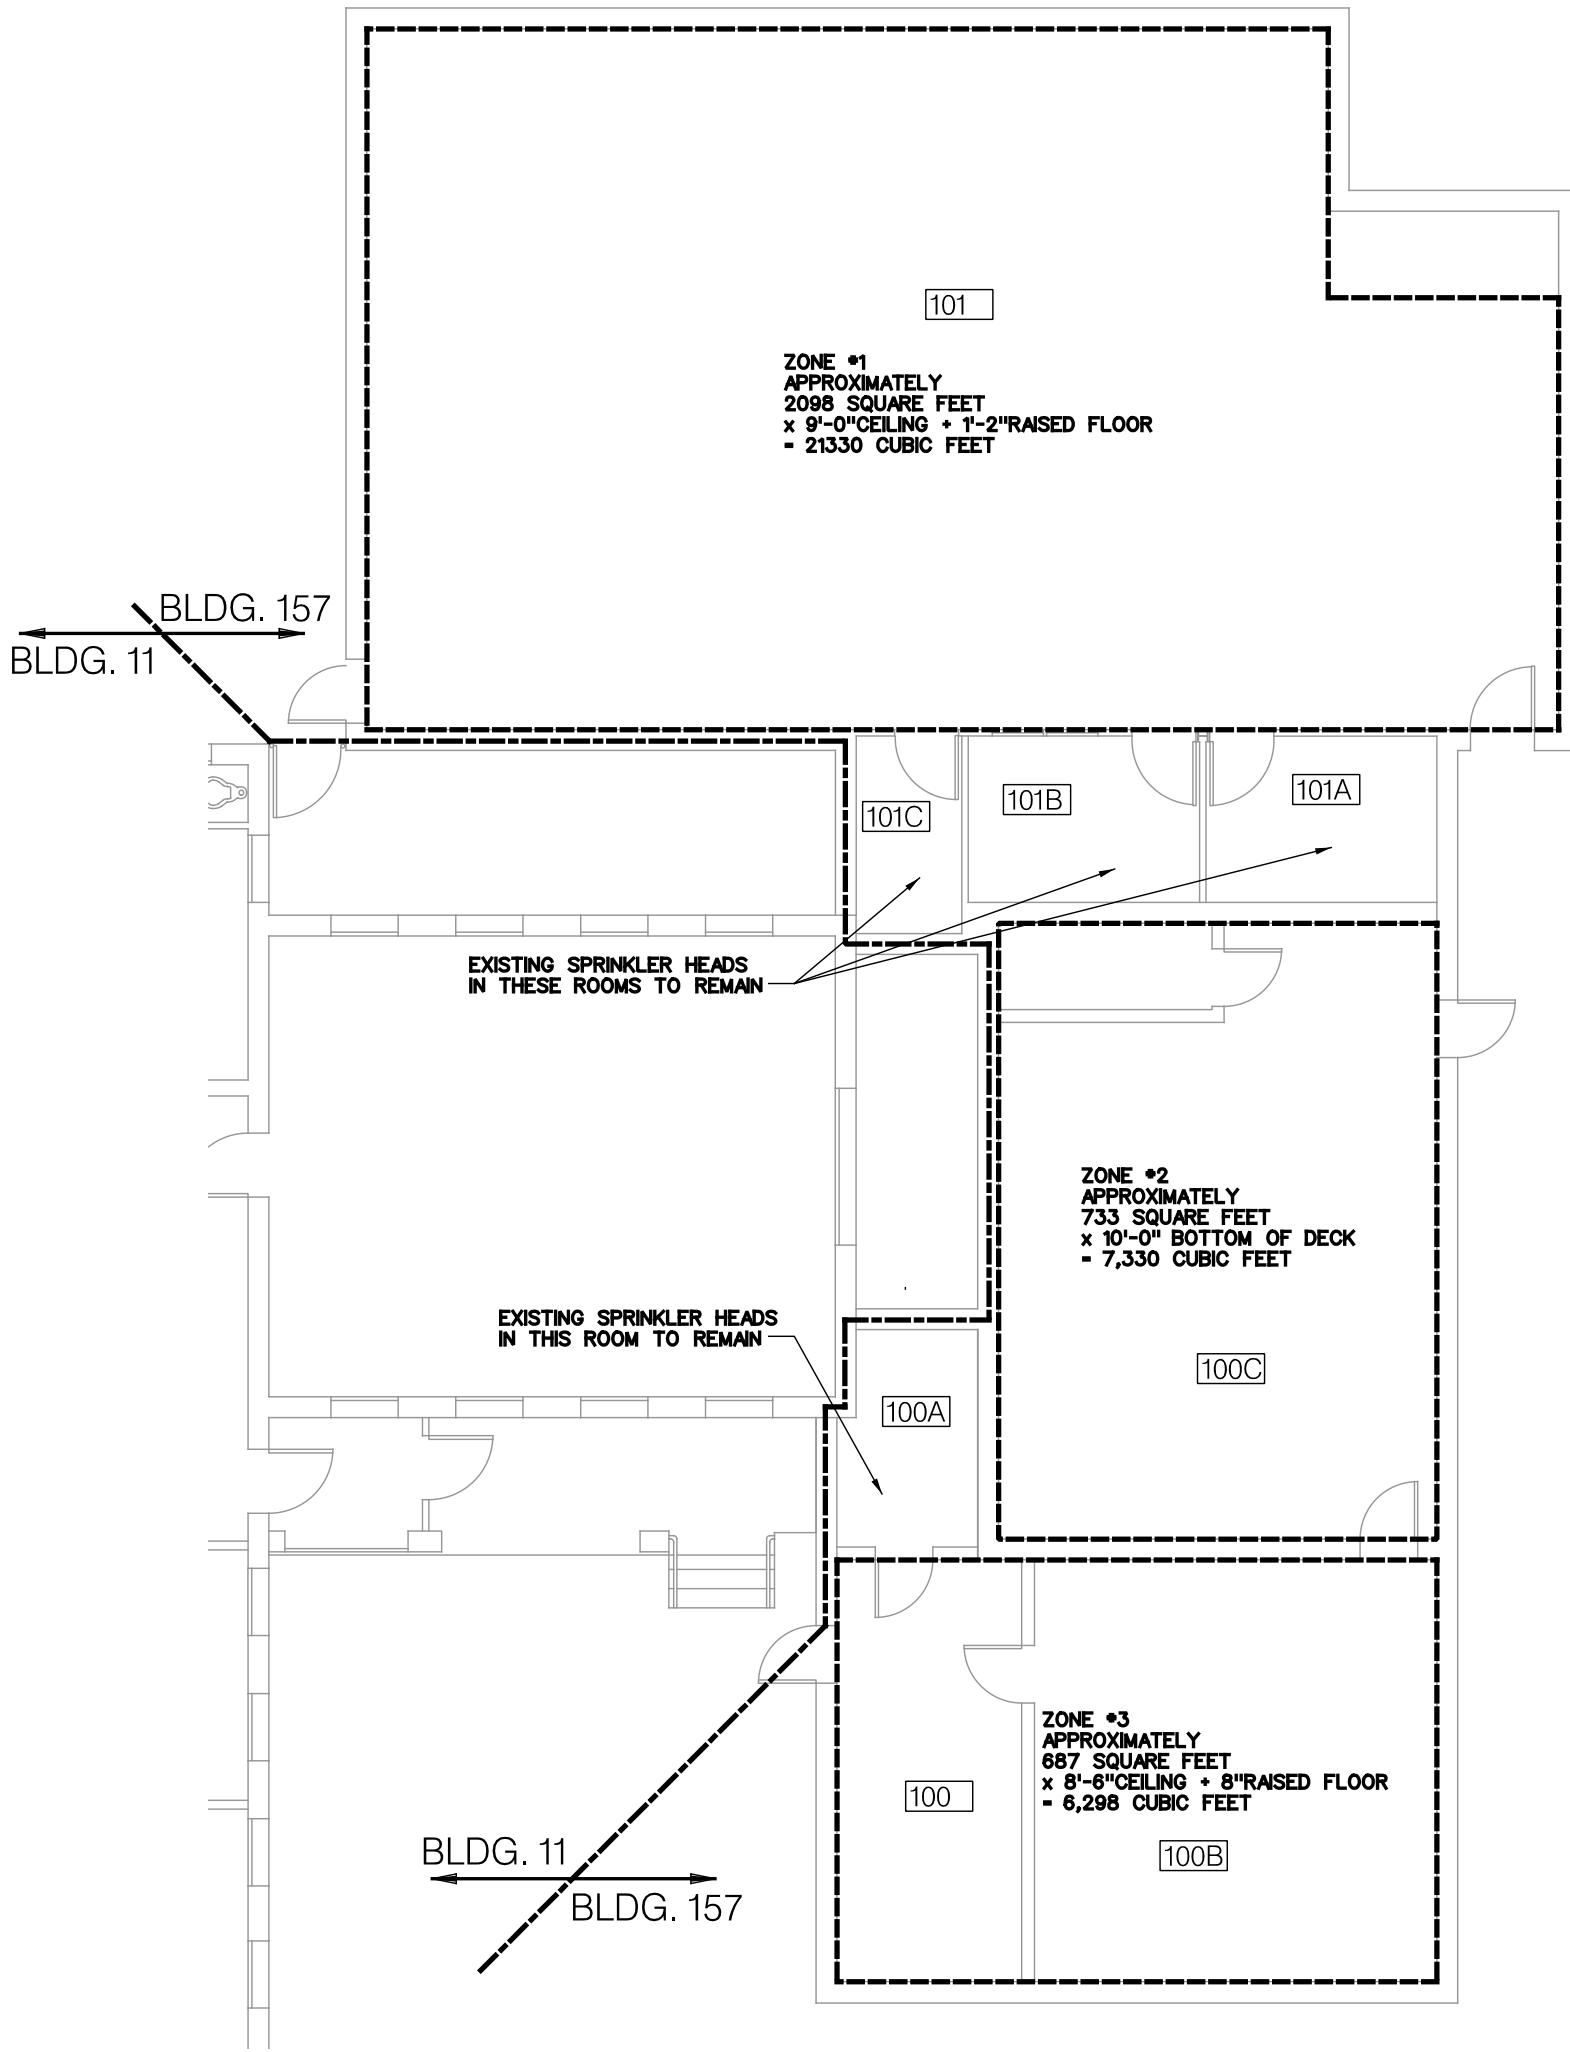 101
ZONE #1
APPROXIMATELY
2098 SQUARE FEET
x 9'-0"CEILING + 1'-2"RAISED FLOOR
= 21330 CUBIC FEET
BLDG. 157
BLDG. 11
101C
101B
101A
EXISTING SPRINKLER HEADS
IN THESE ROOMS TO REMAIN
ZONE #2
APPROXIMATELY
733 SQUARE FEET
x 10'-0" BOTTOM OF DECK
= 7,330 CUBIC FEET
EXISTING SPRINKLER HEADS
IN THIS ROOM TO REMAIN
100C
100A
ZONE #3
APPROXIMATELY
687 SQUARE FEET
x 8'-6"CEILING + 8"RAISED FLOOR
= 6,298 CUBIC FEET
100
100B
BLDG. 11
BLDG. 157